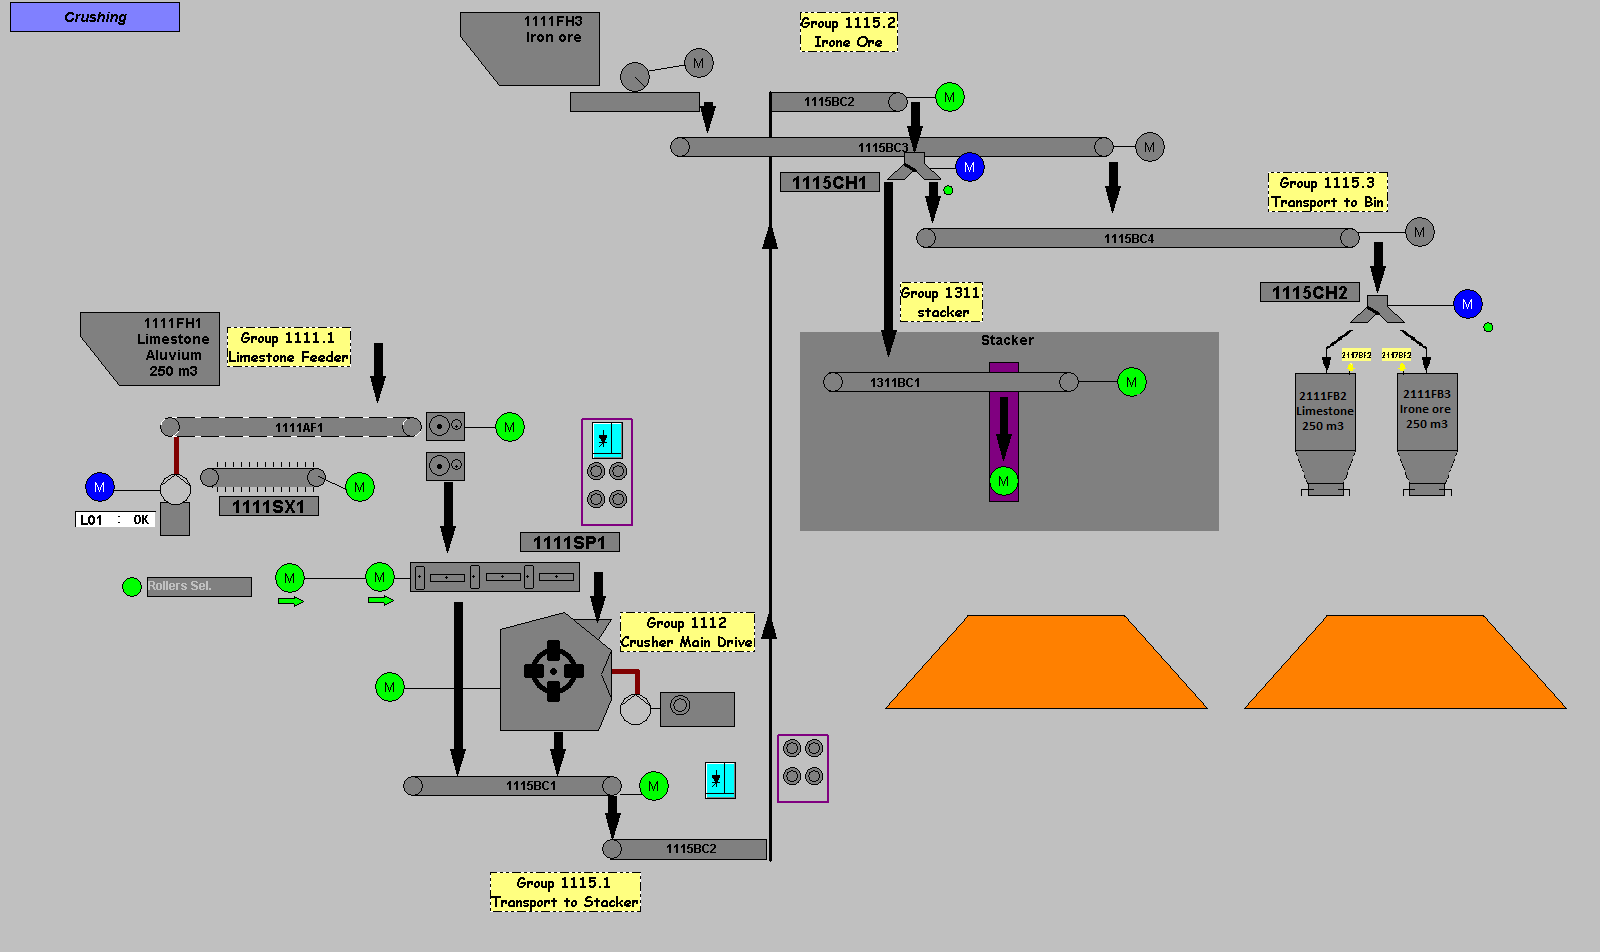 Crushing
1111FH3
Iron ore
Group 1115.2
Irone Ore
M
1115BC2
M
1115BC3
M
1115CH1
M
Group 1115.3
Transport to Bin
1115BC4
M
Group 1311
stacker
1115CH2
M
1111FH1
Limestone
Aluvium
250 m3
Group 1111.1
Limestone Feeder
Stacker
1311BC1
M
M
2117BF2
2117BF2
2111FB2
Limestone
250 m3
2111FB3
Irone ore
250 m3
1111AF1
M
M
L01 : OK
M
1111SX1
1111SP1
Rollers Sel.
M
M
Group 1112
Crusher Main Drive
M
1115BC1
M
1115BC2
Group 1115.1
Transport to Stacker